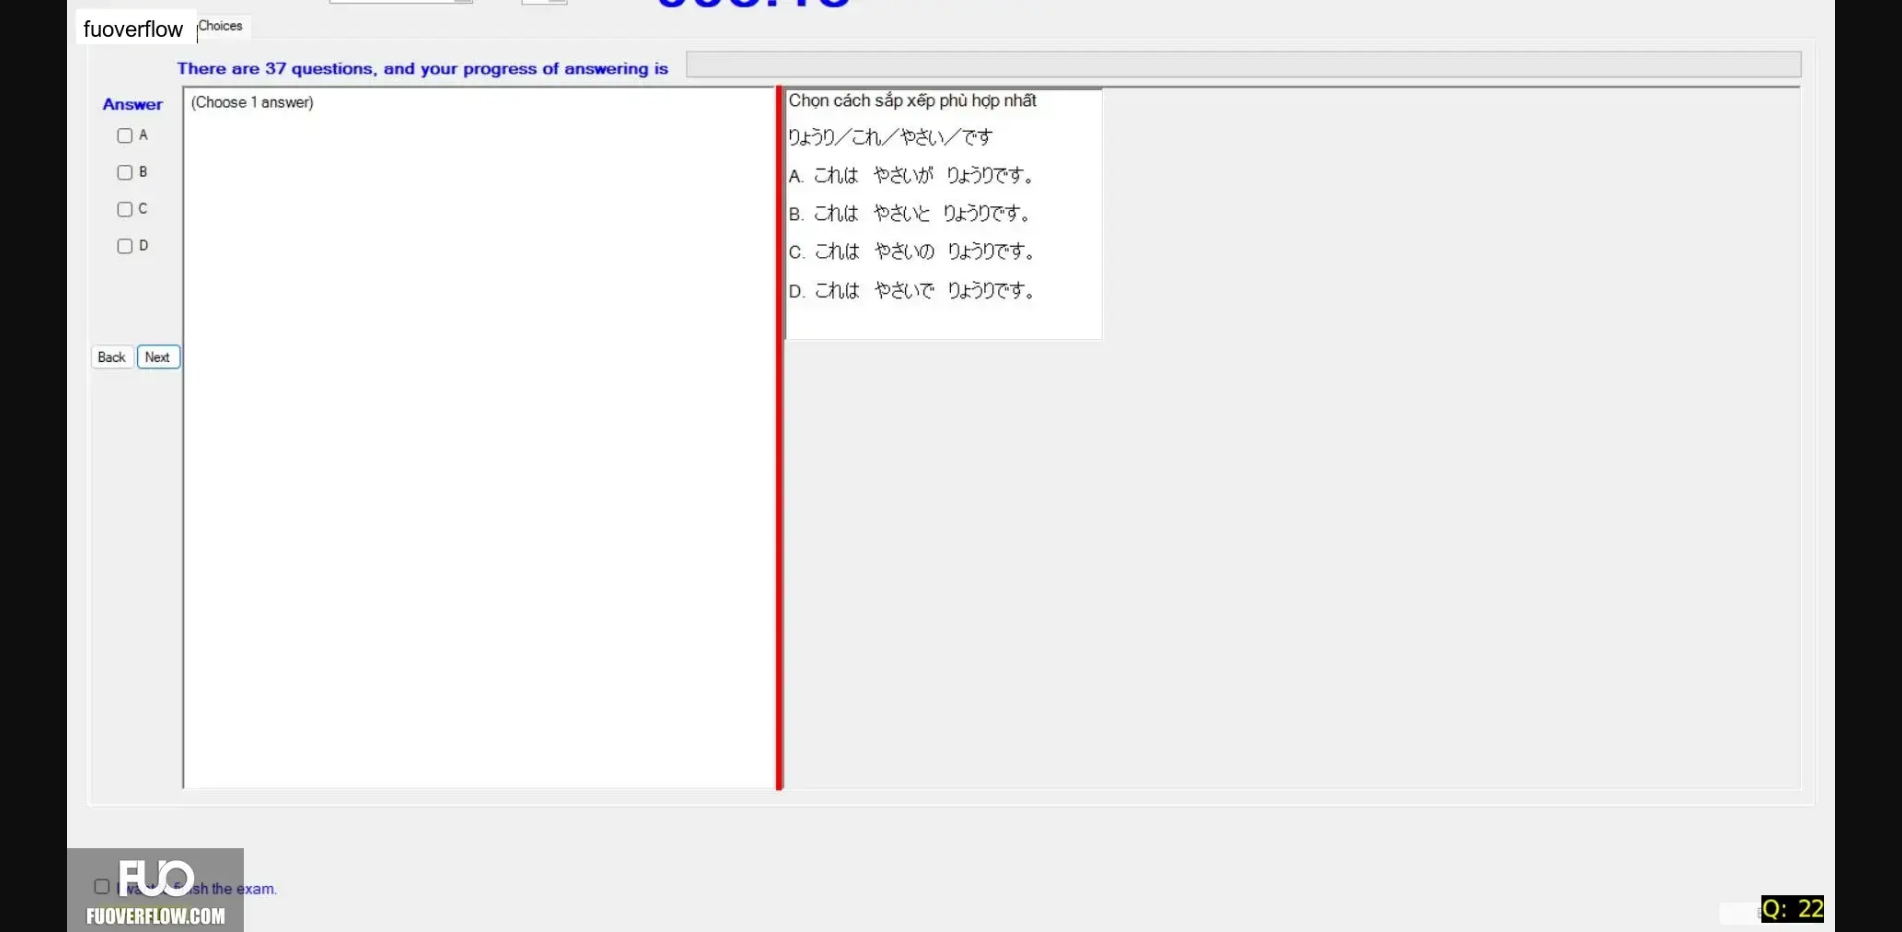 fuoverflow
Choices
There are 37 questions, and your progress of answering is
Answer
(Choose 1 answer)
A
B
C
D
Back
Next
Chọn cách sắp xếp phù hợp nhất
りょうり／これ／やさい／です
A. これは やさいが りょうりです。
B. これは やさいと りょうりです。
C. これは やさいの りょうりです。
D. これは やさいで りょうりです。
FUO
the exam.
FUOVERFLOW.COM
Q: 22